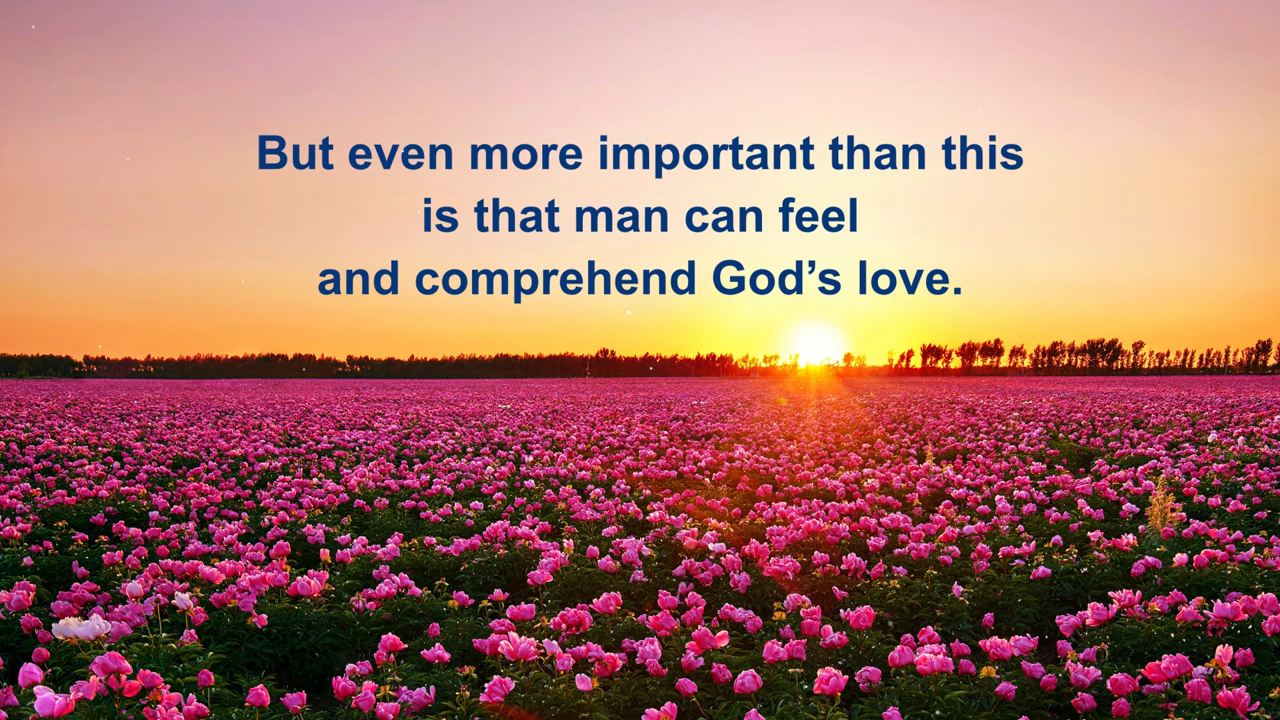 But even more important than this
is that man can feel
and comprehend God’s love.